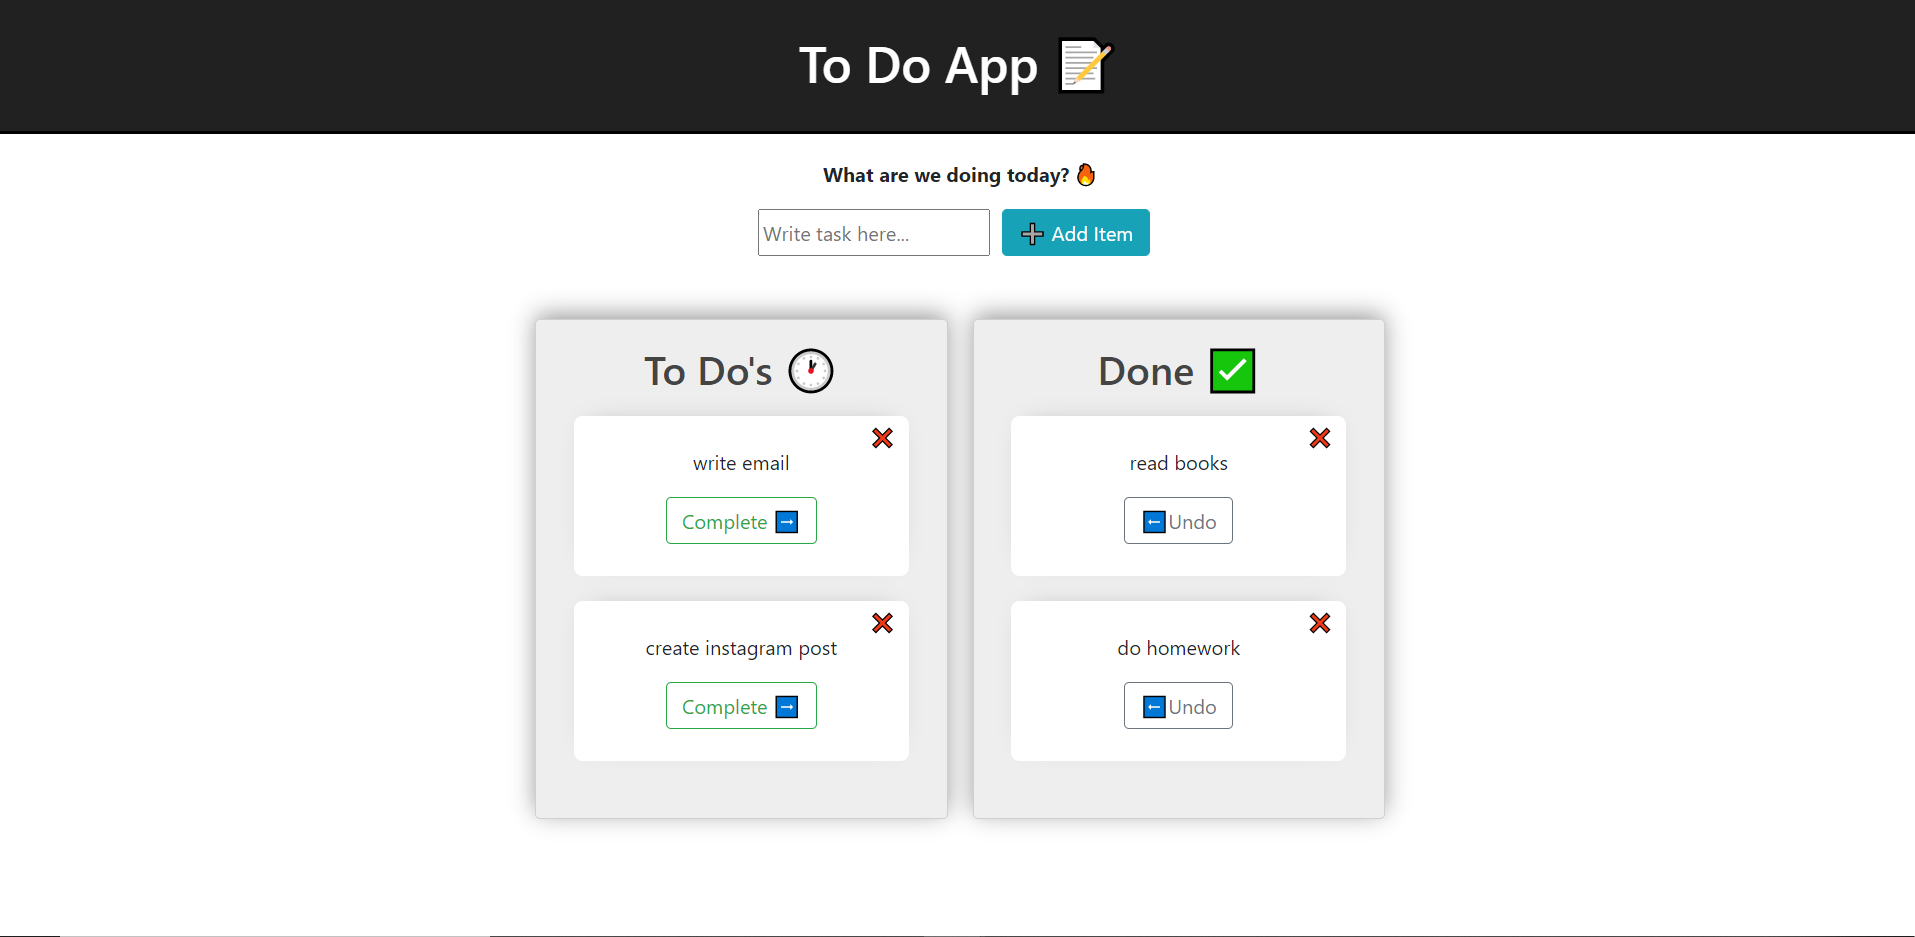 To Do App 📝
What are we doing today? 🔥
Write task here...
➕ Add Item
To Do's 🕐
write email
Complete ➡
create instagram post
Complete ➡
Done ✅
read books
⬅Undo
do homework
⬅Undo